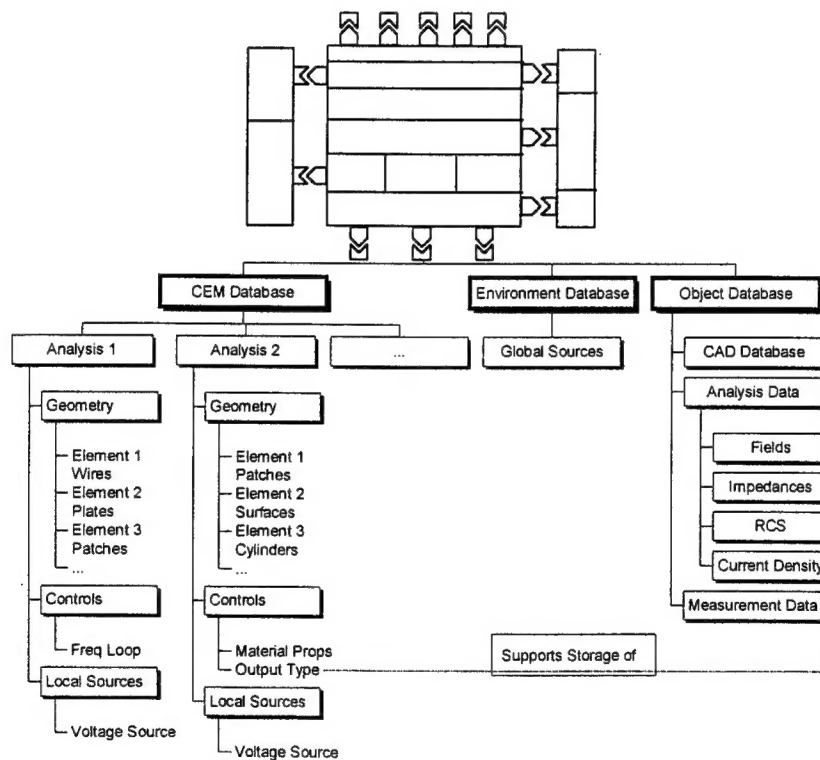 CEM Database
Environment Database
Object Database
Analysis 1
Analysis 2
...
Global Sources
CAD Database
Analysis Data
Geometry
Geometry
Fields
Element 1
Wires
Element 2
Plates
Element 3
Patches
...
Element 1
Patches
Element 2
Surfaces
Element 3
Cylinders
...
Impedances
RCS
Current Density
Measurement Data
Controls
Controls
Freq Loop
Material Props
Output Type
Supports Storage of
Local Sources
Local Sources
Voltage Source
Voltage Source